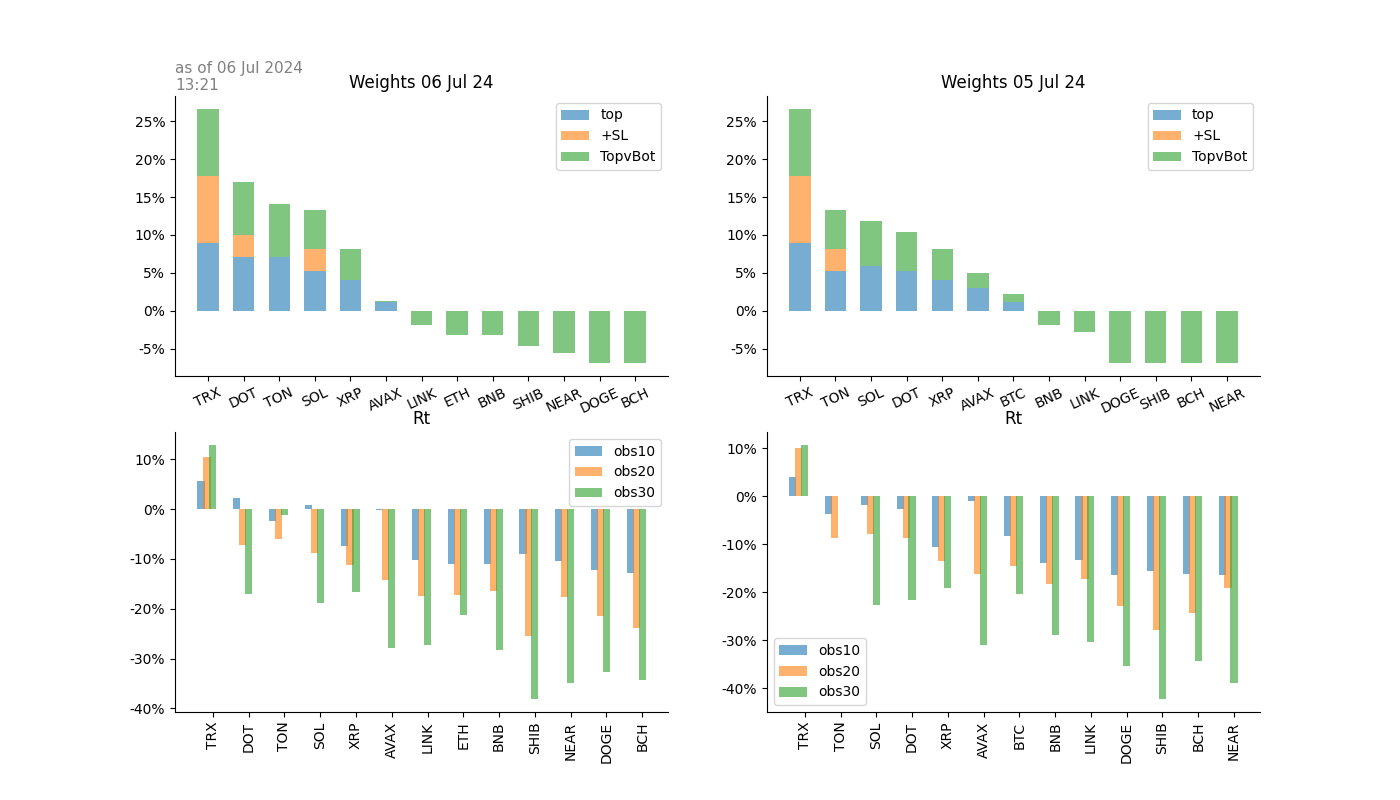 as of 06 Jul 2024
13:21
Weights 06 Jul 24
Weights 05 Jul 24
25%
20%
15%
10%
5%
0%
-5%
top
+SL
TopvBot
TRX DOT TON SOL XRP AVAX LINK ETH BNB SHIB NEAR DOGE BCH
25%
20%
15%
10%
5%
0%
-5%
top
+SL
TopvBot
TRX TON SOL DOT XRP AVAX BTC BNB LINK DOGE SHIB BCH NEAR
Rt
10%
0%
-10%
-20%
-30%
-40%
obs10
obs20
obs30
TRX DOT TON SOL XRP AVAX LINK ETH BNB SHIB NEAR DOGE BCH
Rt
10%
0%
-10%
-20%
-30%
-40%
obs10
obs20
obs30
TRX TON SOL DOT XRP AVAX BTC BNB LINK DOGE SHIB BCH NEAR